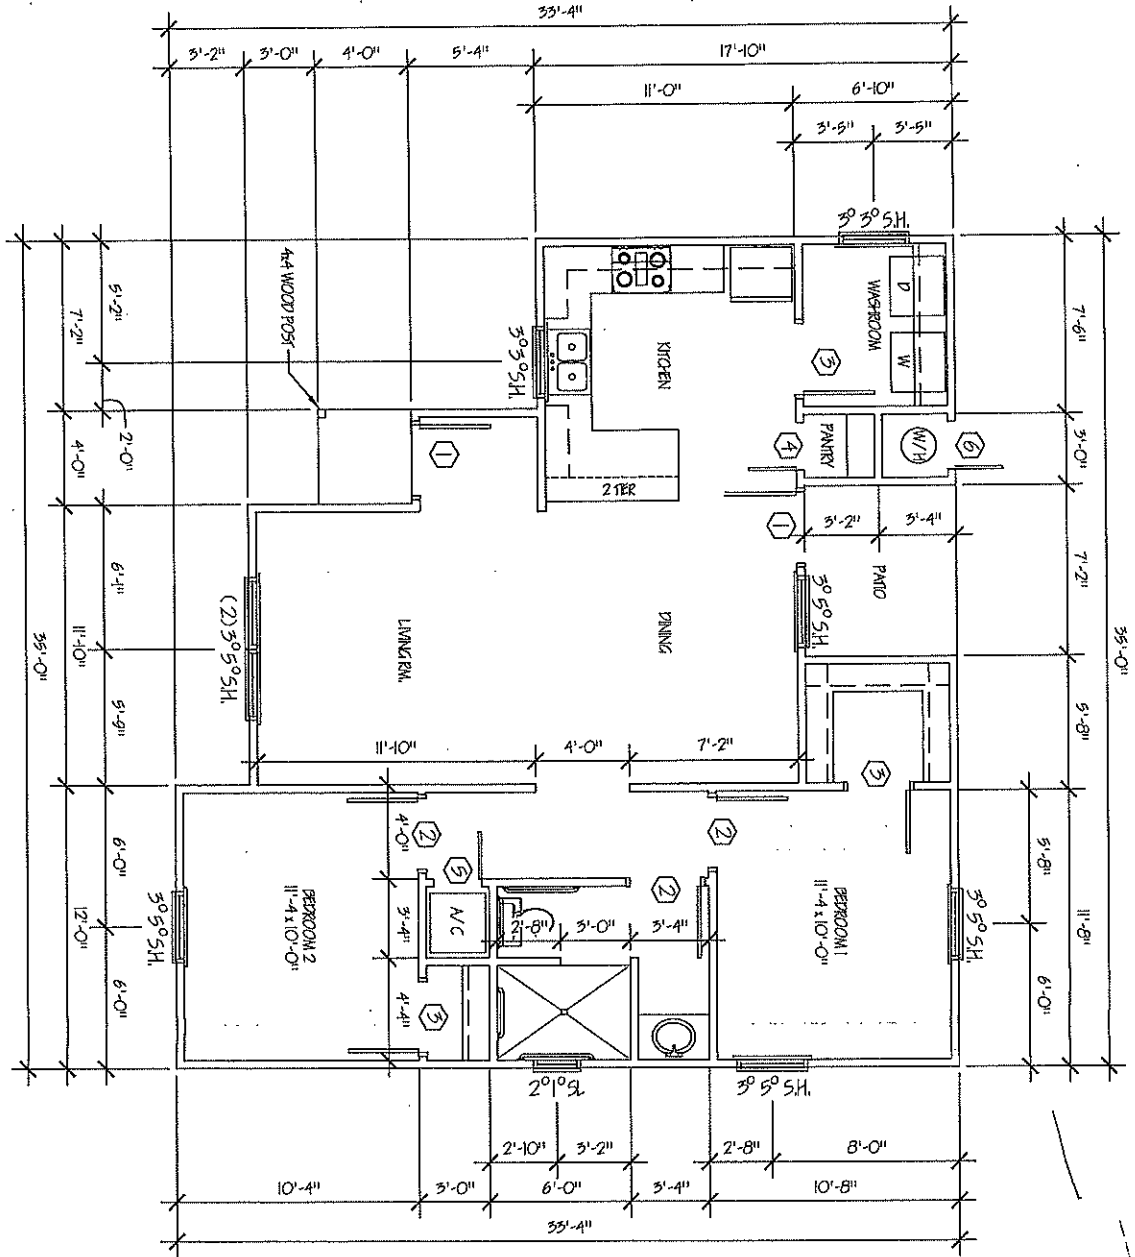 33'-4"
3'-2"
3'-0"
4'-0"
5'-4"
17'-10"
11'-0"
6'-10"
3'-5"
3'-5"
3⁰ 3⁰ S.H.
4x4 WOOD POST
WASHROOM
D
W
KITCHEN
3⁰ 3⁰ S.H.
3
5'-2"
7'-2"
2'-0"
4'-0"
7'-6"
3'-0"
1
4
PANTRY
W/H
6
2 TIER
1
3'-2"
3'-4"
PATIO
7'-2"
35'-0"
35'-0"
6'-1"
11'-10"
5'-9"
(2) 3⁰ 5⁰ S.H.
LIVING RM.
DINING
3⁰ 5⁰ S.H.
5'-8"
11'-10"
4'-0"
7'-2"
3
4'-0"
2
2
5
2
6'-0"
12'-0"
6'-0"
3⁰ 5⁰ S.H.
BEDROOM 2
11'-4 x 10'-0"
3'-4"
A/C
2'-8"
3'-0"
3'-4"
BEDROOM 1
11'-4 x 10'-0"
3⁰ 5⁰ S.H.
5'-8"
11'-8"
6'-0"
4'-4"
3
2⁰ 1⁰ SL.
3⁰ 5⁰ S.H.
2'-10"
3'-2"
2'-8"
8'-0"
10'-4"
3'-0"
6'-0"
3'-4"
10'-8"
33'-4"